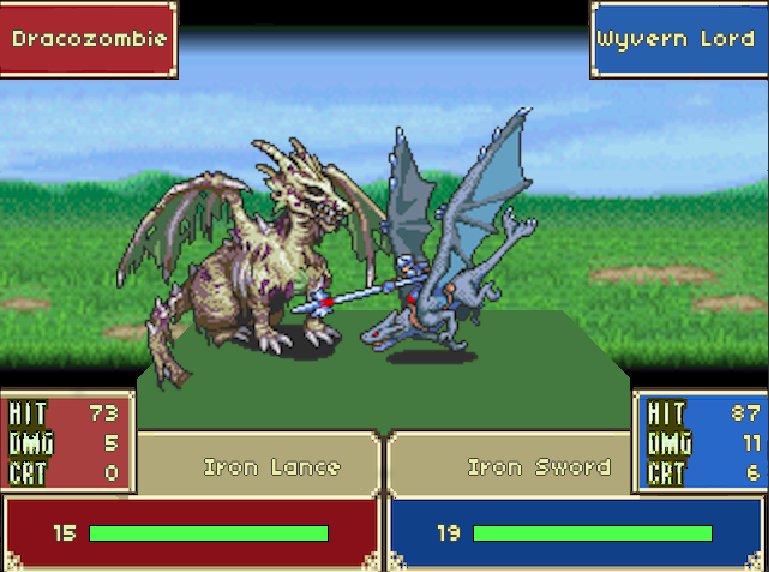 Dracozombie
Wyvern Lord
HIT 73
DMG 5
CRT 0
HIT 87
DMG 11
CRT 6
Iron Lance
Iron Sword
15
19